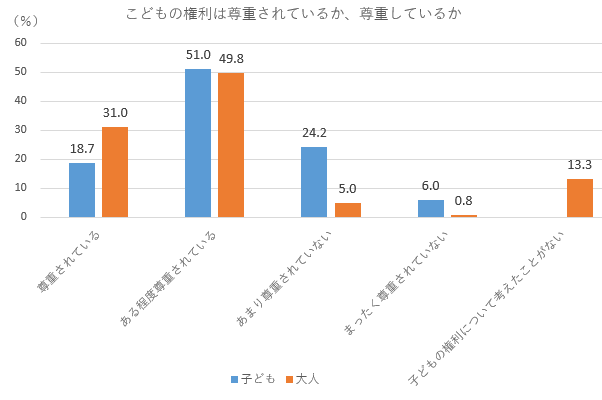 こどもの権利は尊重されているか、尊重しているか
(%)
60
50
40
30
20
10
0
18.7
31.0
51.0
49.8
24.2
5.0
6.0
0.8
13.3
尊重されている
ある程度尊重されている
あまり尊重されていない
まったく尊重されていない
子どもの権利について考えたことがない
子ども
大人